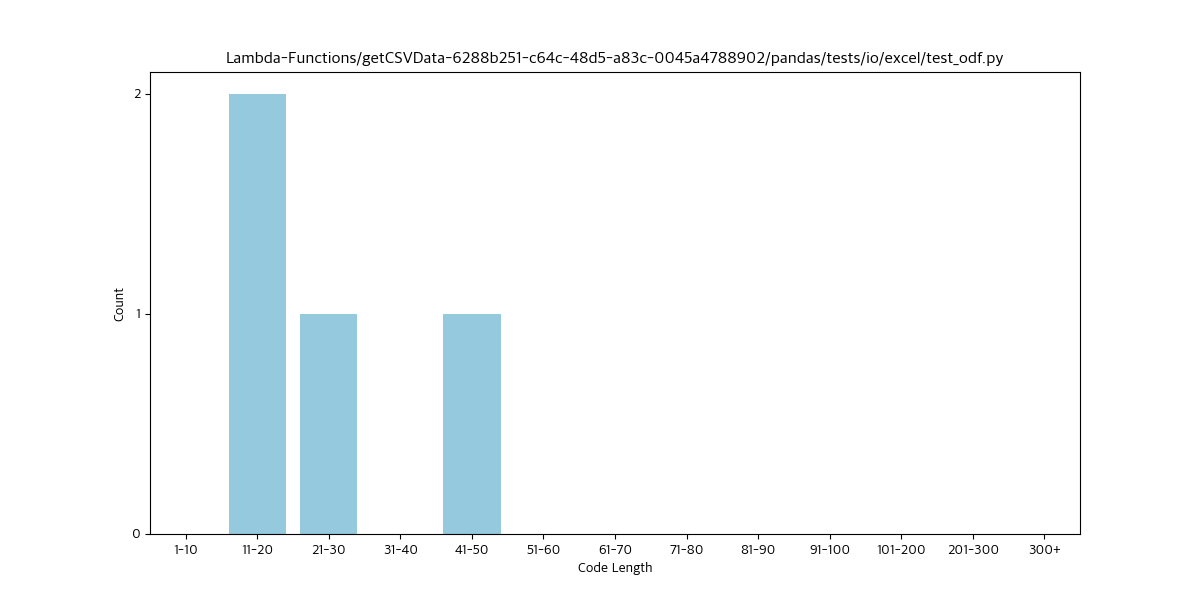 Lambda-Functions/getCSVData-6288b251-c64c-48d5-a83c-0045a4788902/pandas/tests/io/excel/test_odf.py
2
1
0
Count
1-10 11-20 21-30 31-40 41-50 51-60 61-70 71-80 81-90 91-100 101-200 201-300 300+
Code Length